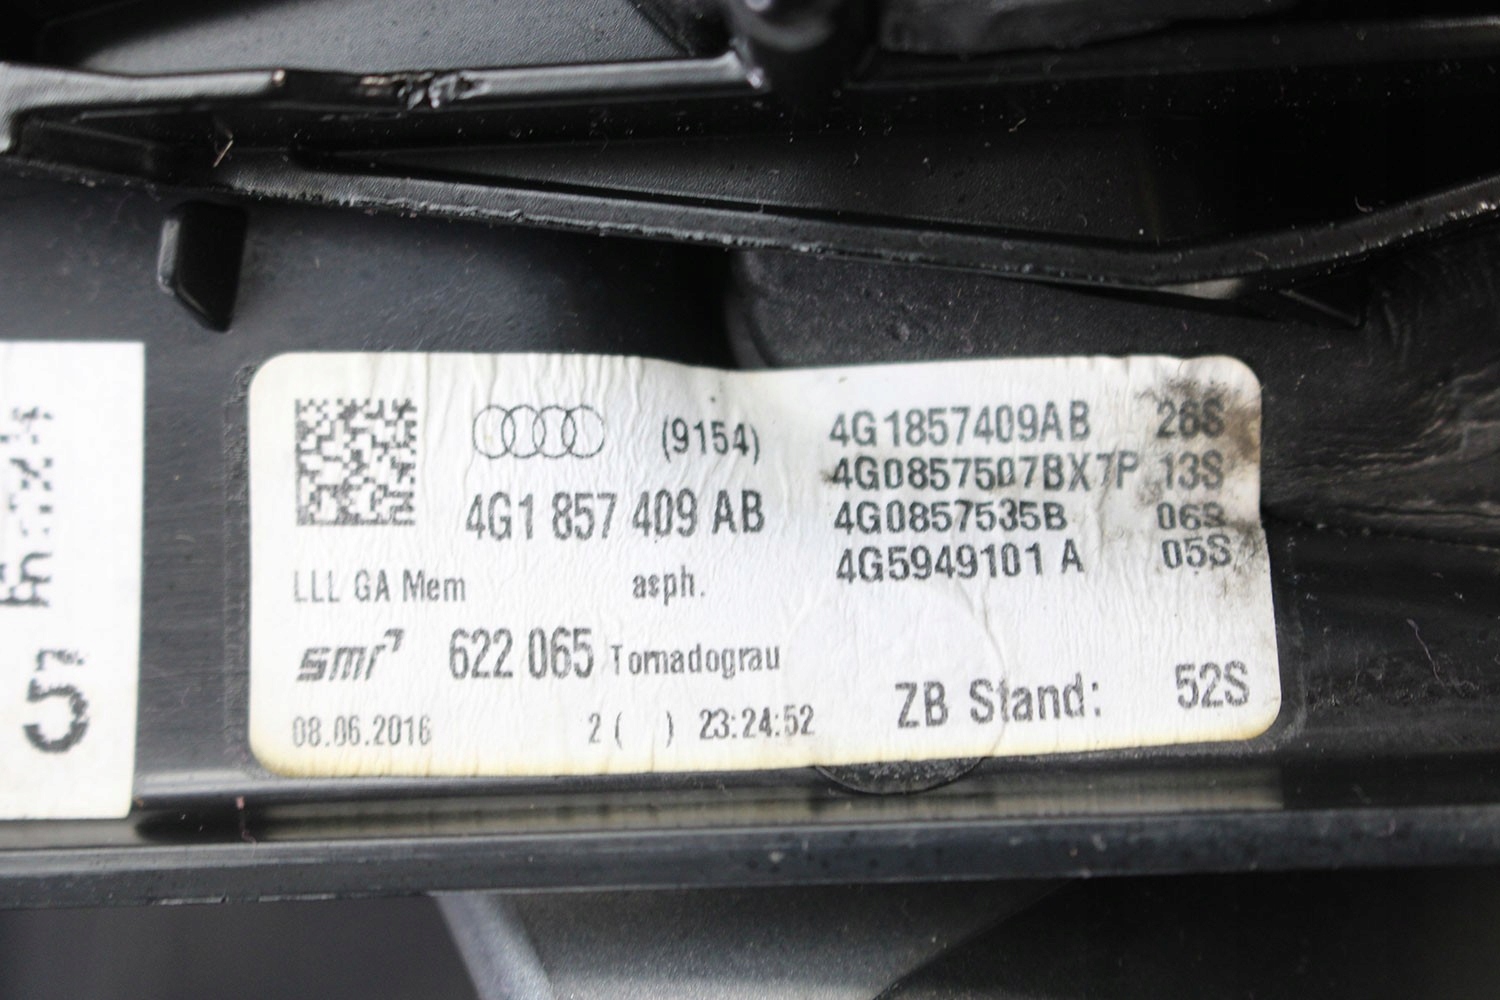 (9154)
4G1 857 409 AB
LLL GA Mem asph.
smr 622 065 Tornadograu
08.06.2016 2 ( ) 23:24:52
4G1857409AB 26S
4G0857507BX7P 13S
4G0857535B 06S
4G5949101 A 05S
ZB Stand: 52S
C57